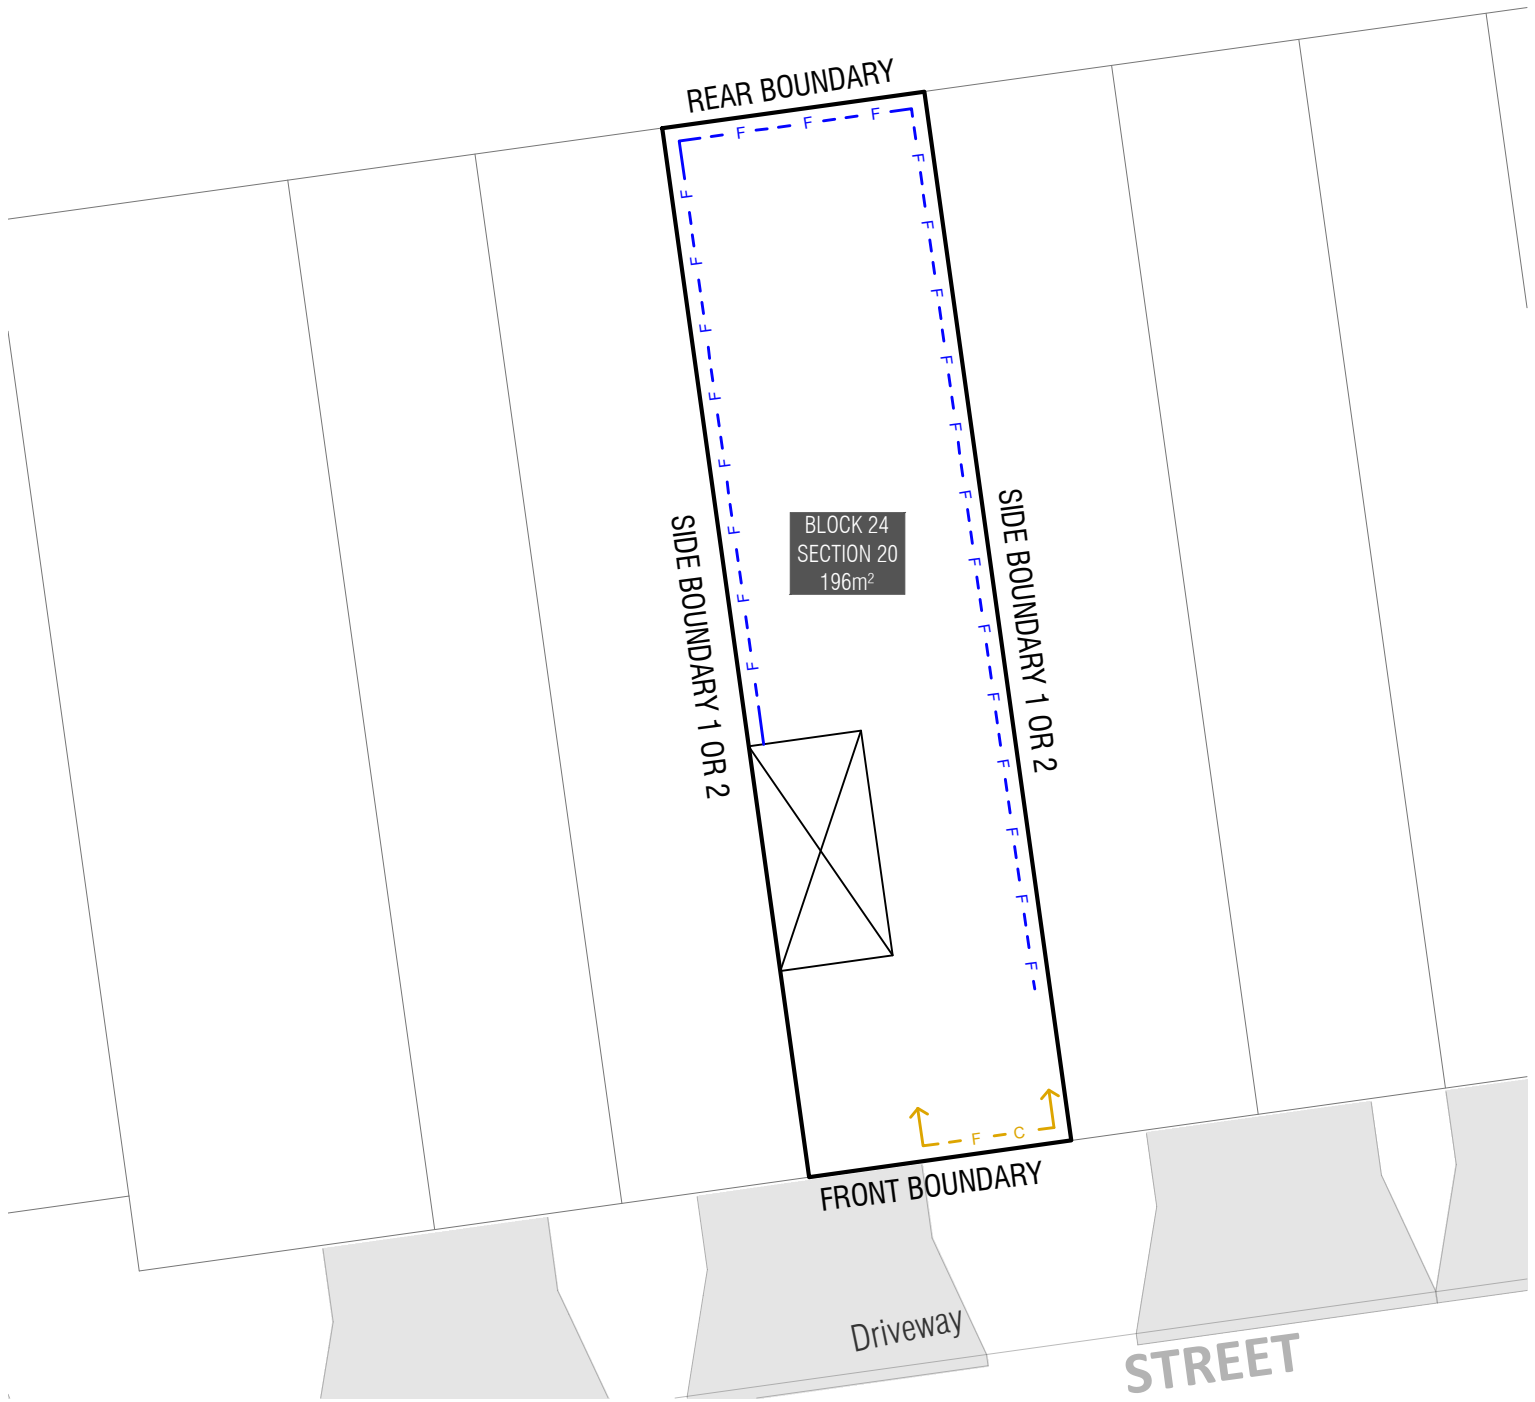 REAR BOUNDARY
F F F
F F F F F F F F
F F F F F F F F F F F F F
SIDE BOUNDARY 1 OR 2
BLOCK 24
SECTION 20
196m²
SIDE BOUNDARY 1 OR 2
F C
FRONT BOUNDARY
Driveway
STREET